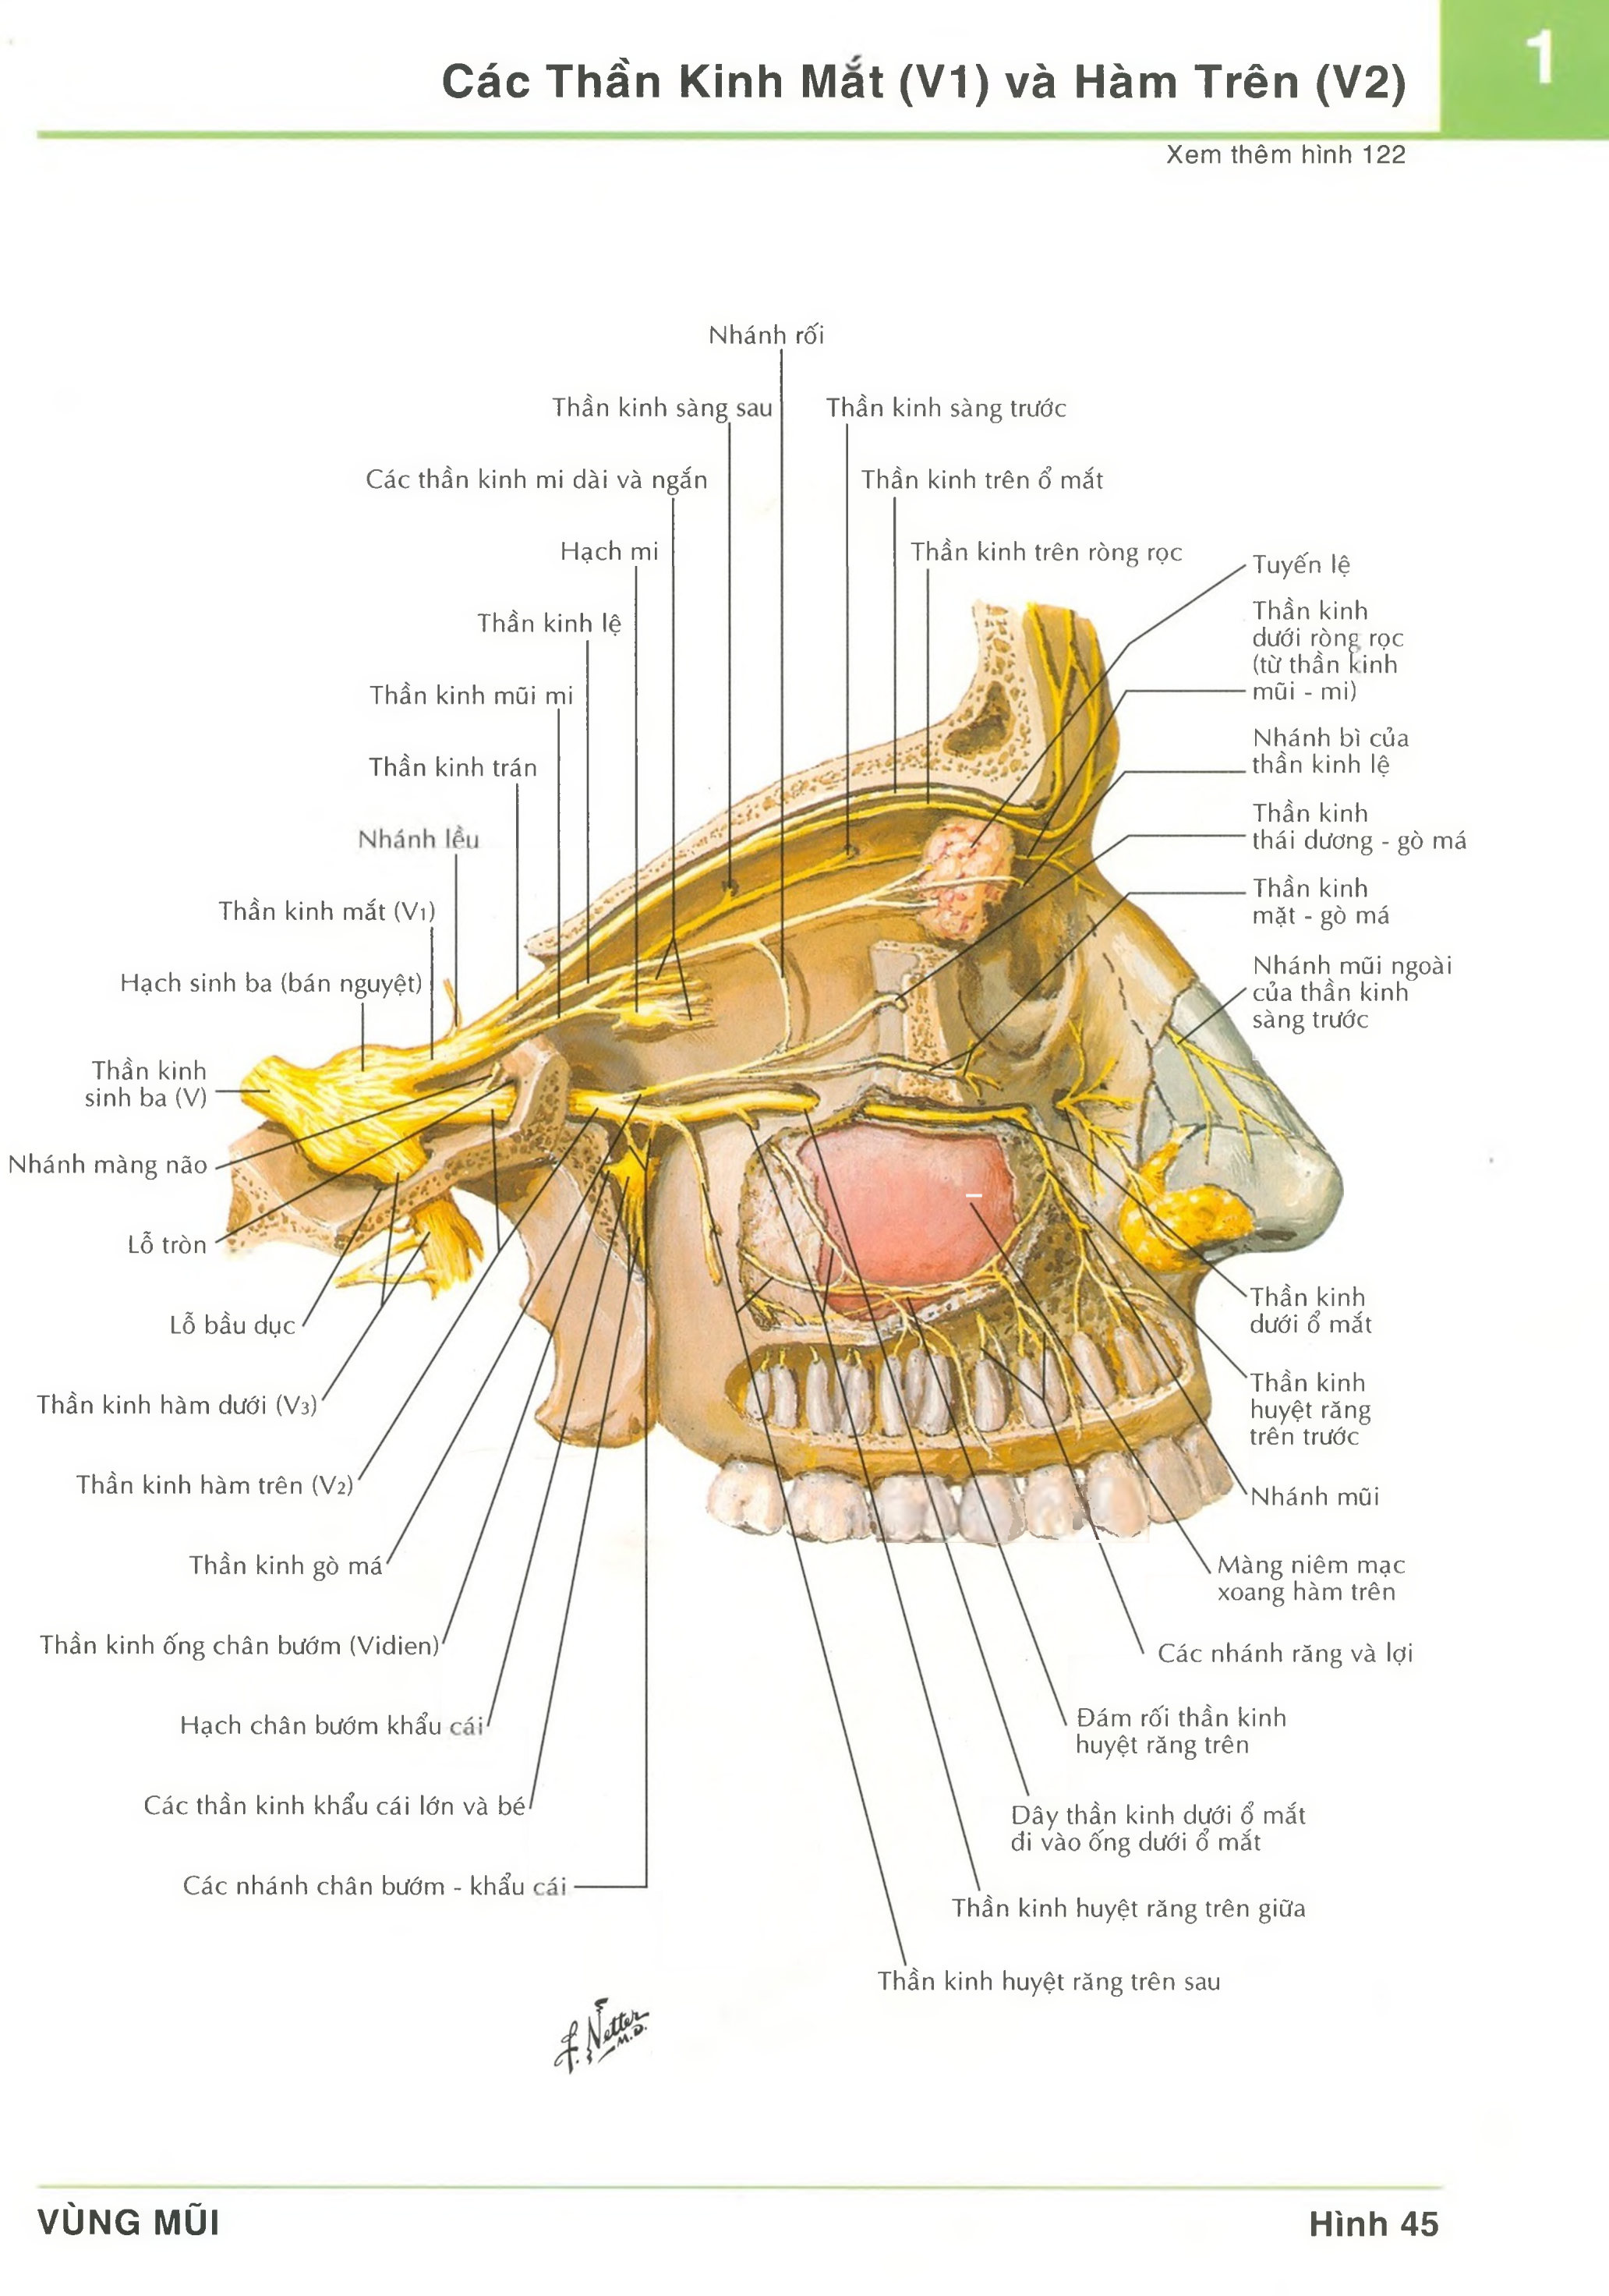 1
Các Thần Kinh Mắt (V1) và Hàm Trên (V2)
Xem thêm hình 122
Nhánh rối
Thần kinh sàng sau
Thần kinh sàng trước
Các thần kinh mi dài và ngắn
Thần kinh trên ổ mắt
Hạch mi
Thần kinh trên ròng rọc
Tuyến lệ
Thần kinh lệ
Thần kinh
dưới ròng rọc
(từ thần kinh
mũi - mi)
Thần kinh mũi mi
Thần kinh trán
Nhánh bì của
thần kinh lệ
Nhánh lều
Thần kinh
thái dương - gò má
Thần kinh mắt (V1)
Thần kinh
mặt - gò má
Hạch sinh ba (bán nguyệt)
Nhánh mũi ngoài
của thần kinh
sàng trước
Thần kinh
sinh ba (V)
Nhánh màng não
Lỗ tròn
Lỗ bầu dục
Thần kinh hàm dưới (V3)
Thần kinh hàm trên (V2)
Thần kinh gò má
Thần kinh ống chân bướm (Vidien)
Hạch chân bướm khẩu cái
Các thần kinh khẩu cái lớn và bé
Các nhánh chân bướm - khẩu cái
Thần kinh
dưới ổ mắt
Thần kinh
huyệt răng
trên trước
Nhánh mũi
Màng niêm mạc
xoang hàm trên
Các nhánh răng và lợi
Đám rối thần kinh
huyệt răng trên
Dây thần kinh dưới ổ mắt
đi vào ống dưới ổ mắt
Thần kinh huyệt răng trên giữa
Thần kinh huyệt răng trên sau
F. Netter
M.D.
VÙNG MŨI
Hình 45